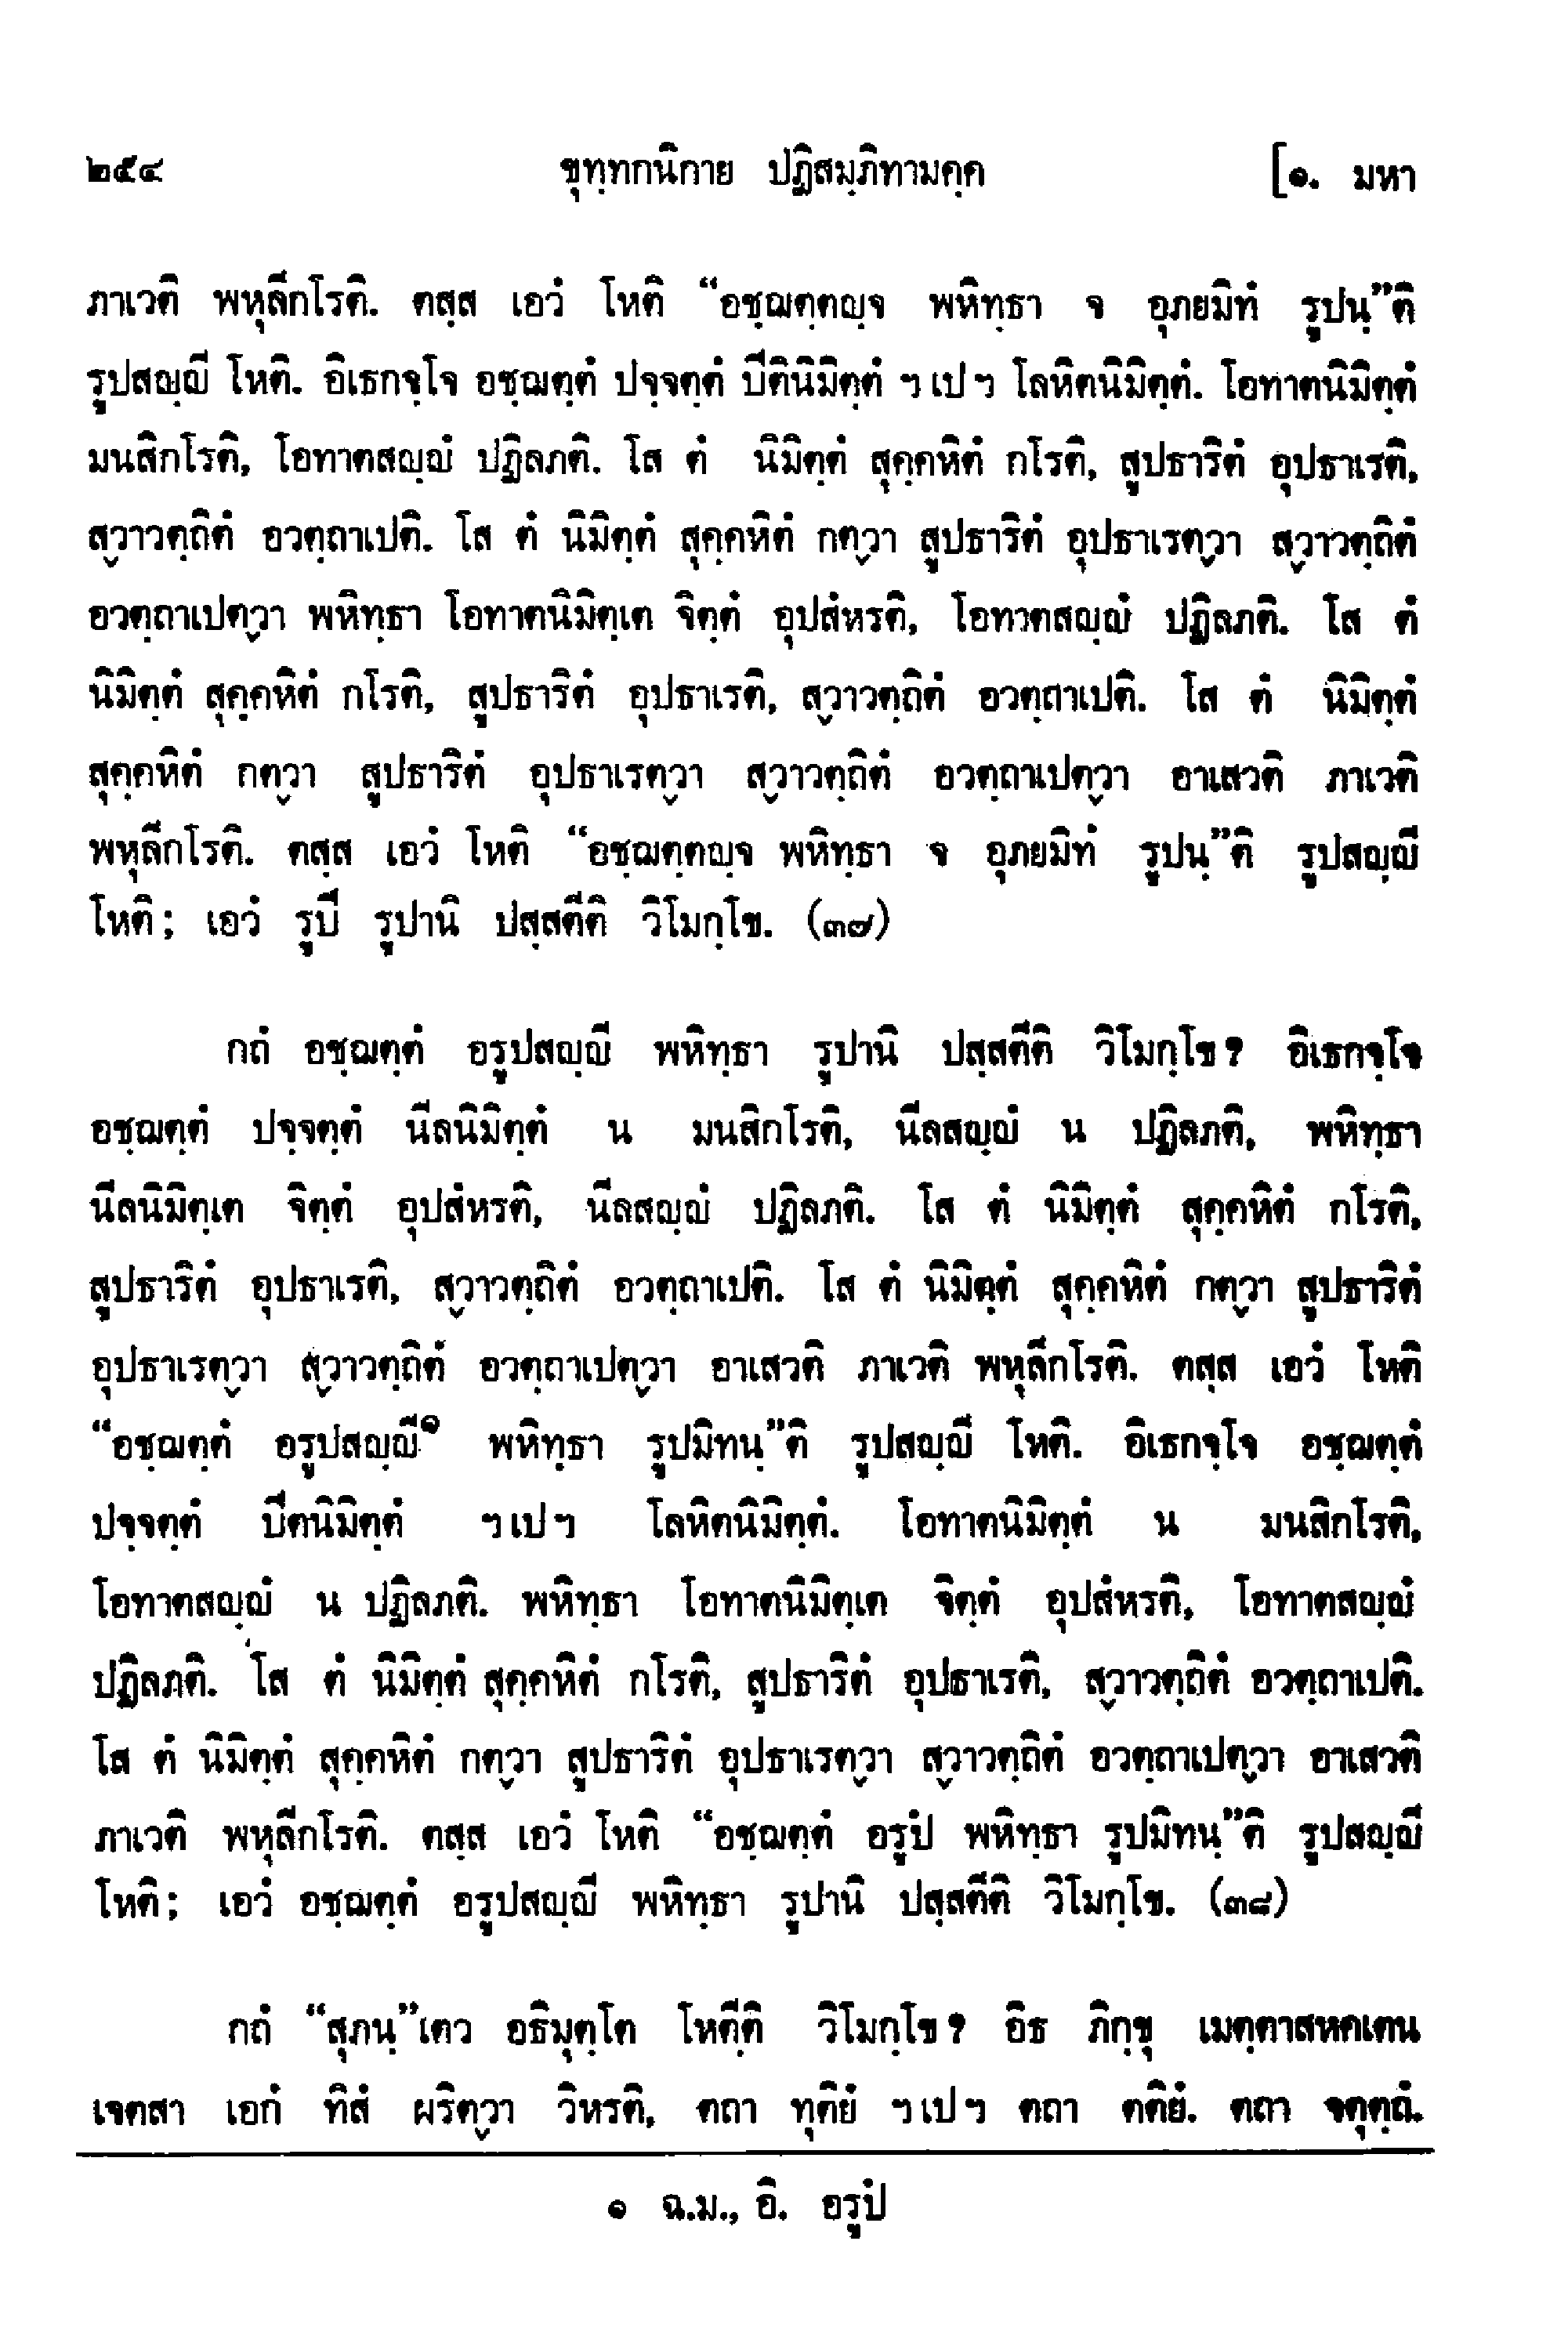 ๒๕๔ ขุทฺทกนิกาย ปฏิสมฺภิทามคฺค [๑. มหา
ภาเวติ พหุลีกโรติ. ตสฺส เอวํ โหติ “อชฺฌตฺตญฺจ พหิทฺธา จ อุภยมิทํ รูปนฺ”ติ
รูปสญฺญี โหติ. อิเธกจฺโจ อชฺฌตฺตํ ปจฺจตฺตํ ปีตินิมิตฺตํ ฯเปฯ โลหิตนิมิตฺตํ. โอทาตนิมิตฺตํ
มนสิกโรติ, โอทาตสญฺญํ ปฏิลภติ. โส ตํ นิมิตฺตํ สุคฺคหิตํ กโรติ, สูปธาริตํ อุปธาเรติ,
สฺวาวตฺถิตํ อวตฺถาเปติ. โส ตํ นิมิตฺตํ สุคฺคหิตํ กตฺวา สูปธาริตํ อุปธาเรตฺวา สฺวาวตฺถิตํ
อวตฺถาเปตฺวา พหิทฺธา โอทาตนิมิตฺเต จิตฺตํ อุปสํหรติ, โอทาตสญฺญํ ปฏิลภติ. โส ตํ
นิมิตฺตํ สุคฺคหิตํ กโรติ, สูปธาริตํ อุปธาเรติ, สฺวาวตฺถิตํ อวตฺถาเปติ. โส ตํ นิมิตฺตํ
สุคฺคหิตํ กตฺวา สูปธาริตํ อุปธาเรตฺวา สฺวาวตฺถิตํ อวตฺถาเปตฺวา อาเสวติ ภาเวติ
พหุลีกโรติ. ตสฺส เอวํ โหติ “อชฺฌตฺตญฺจ พหิทฺธา จ อุภยมิทํ รูปนฺ”ติ รูปสญฺญี
โหติ; เอวํ รูปี รูปานิ ปสฺสตีติ วิโมกฺโข. (๓๗)
กถํ อชฺฌตฺตํ อรูปสญฺญี พหิทฺธา รูปานิ ปสฺสตีติ วิโมกฺโข? อิเธกจฺโจ
อชฺฌตฺตํ ปจฺจตฺตํ นีลนิมิตฺตํ น มนสิกโรติ, นีลสญฺญํ น ปฏิลภติ, พหิทฺธา
นีลนิมิตฺเต จิตฺตํ อุปสํหรติ, นีลสญฺญํ ปฏิลภติ. โส ตํ นิมิตฺตํ สุคฺคหิตํ กโรติ,
สูปธาริตํ อุปธาเรติ, สฺวาวตฺถิตํ อวตฺถาเปติ. โส ตํ นิมิตฺตํ สุคฺคหิตํ กตฺวา สูปธาริตํ
อุปธาเรตฺวา สฺวาวตฺถิตํ อวตฺถาเปตฺวา อาเสวติ ภาเวติ พหุลีกโรติ. ตสฺส เอวํ โหติ
“อชฺฌตฺตํ อรูปสญฺญี๑ พหิทฺธา รูปมิทนฺ”ติ รูปสญฺญี โหติ. อิเธกจฺโจ อชฺฌตฺตํ
ปจฺจตฺตํ ปีตนิมิตฺตํ ฯเปฯ โลหิตนิมิตฺตํ. โอทาตนิมิตฺตํ น มนสิกโรติ,
โอทาตสญฺญํ น ปฏิลภติ. พหิทฺธา โอทาตนิมิตฺเต จิตฺตํ อุปสํหรติ, โอทาตสญฺญํ
ปฏิลภติ. โส ตํ นิมิตฺตํ สุคฺคหิตํ กโรติ, สูปธาริตํ อุปธาเรติ, สฺวาวตฺถิตํ อวตฺถาเปติ.
โส ตํ นิมิตฺตํ สุคฺคหิตํ กตฺวา สูปธาริตํ อุปธาเรตฺวา สฺวาวตฺถิตํ อวตฺถาเปตฺวา อาเสวติ
ภาเวติ พหุลีกโรติ. ตสฺส เอวํ โหติ “อชฺฌตฺตํ อรูปํ พหิทฺธา รูปมิทนฺ”ติ รูปสญฺญี
โหติ; เอวํ อชฺฌตฺตํ อรูปสญฺญี พหิทฺธา รูปานิ ปสฺสตีติ วิโมกฺโข. (๓๘)
กถํ “สุภนฺ”เตว อธิมุตฺโต โหตีติ วิโมกฺโข? อิธ ภิกฺขุ เมตฺตาสหคเตน
เจตสา เอกํ ทิสํ ผริตฺวา วิหรติ, ตถา ทุติยํ ฯเปฯ ตถา ตติยํ. ตถา จตุตฺถํ.
๑ ฉ.ม., อิ. อรูปํ